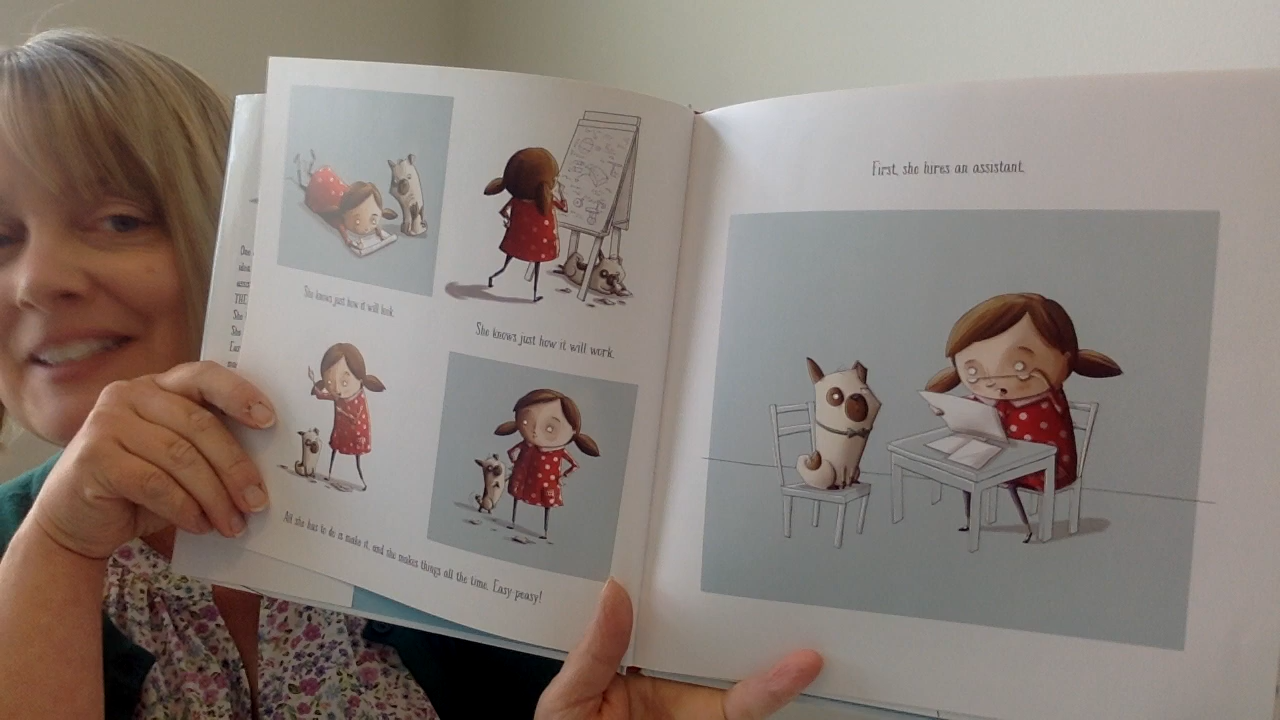 She knows just how it will look.
She knows just how it will work.
All she has to do is make it, and she makes things all the time. Easy-peasy!
First, she hires an assistant.